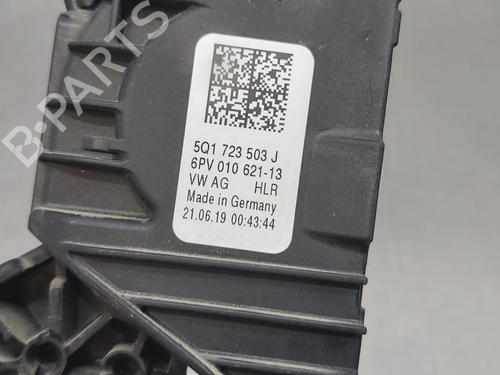 B-PARTS
5Q1 723 503 J
6PV 010 621-13
VW AG HLR
Made in Germany
21.06.19 00:43:44